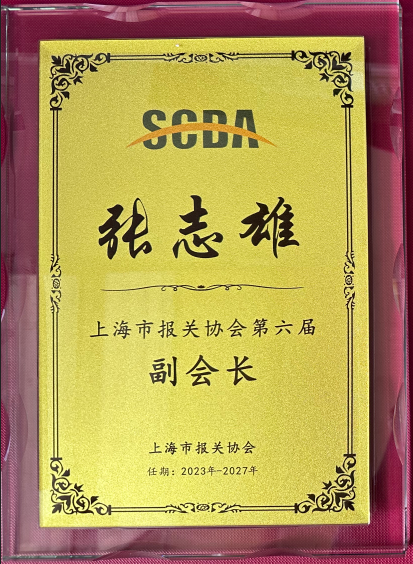 SCBA
张志雄
上海市报关协会第六届
副会长
上海市报关协会
任期：2023年-2027年